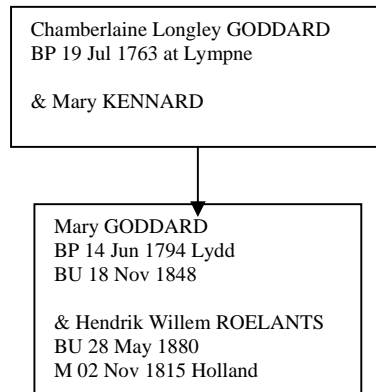 Chamberlaine Longley GODDARD
BP 19 Jul 1763 at Lympne
& Mary KENNARD
Mary GODDARD
BP 14 Jun 1794 Lydd
BU 18 Nov 1848
& Hendrik Willem ROELANTS
BU 28 May 1880
M 02 Nov 1815 Holland